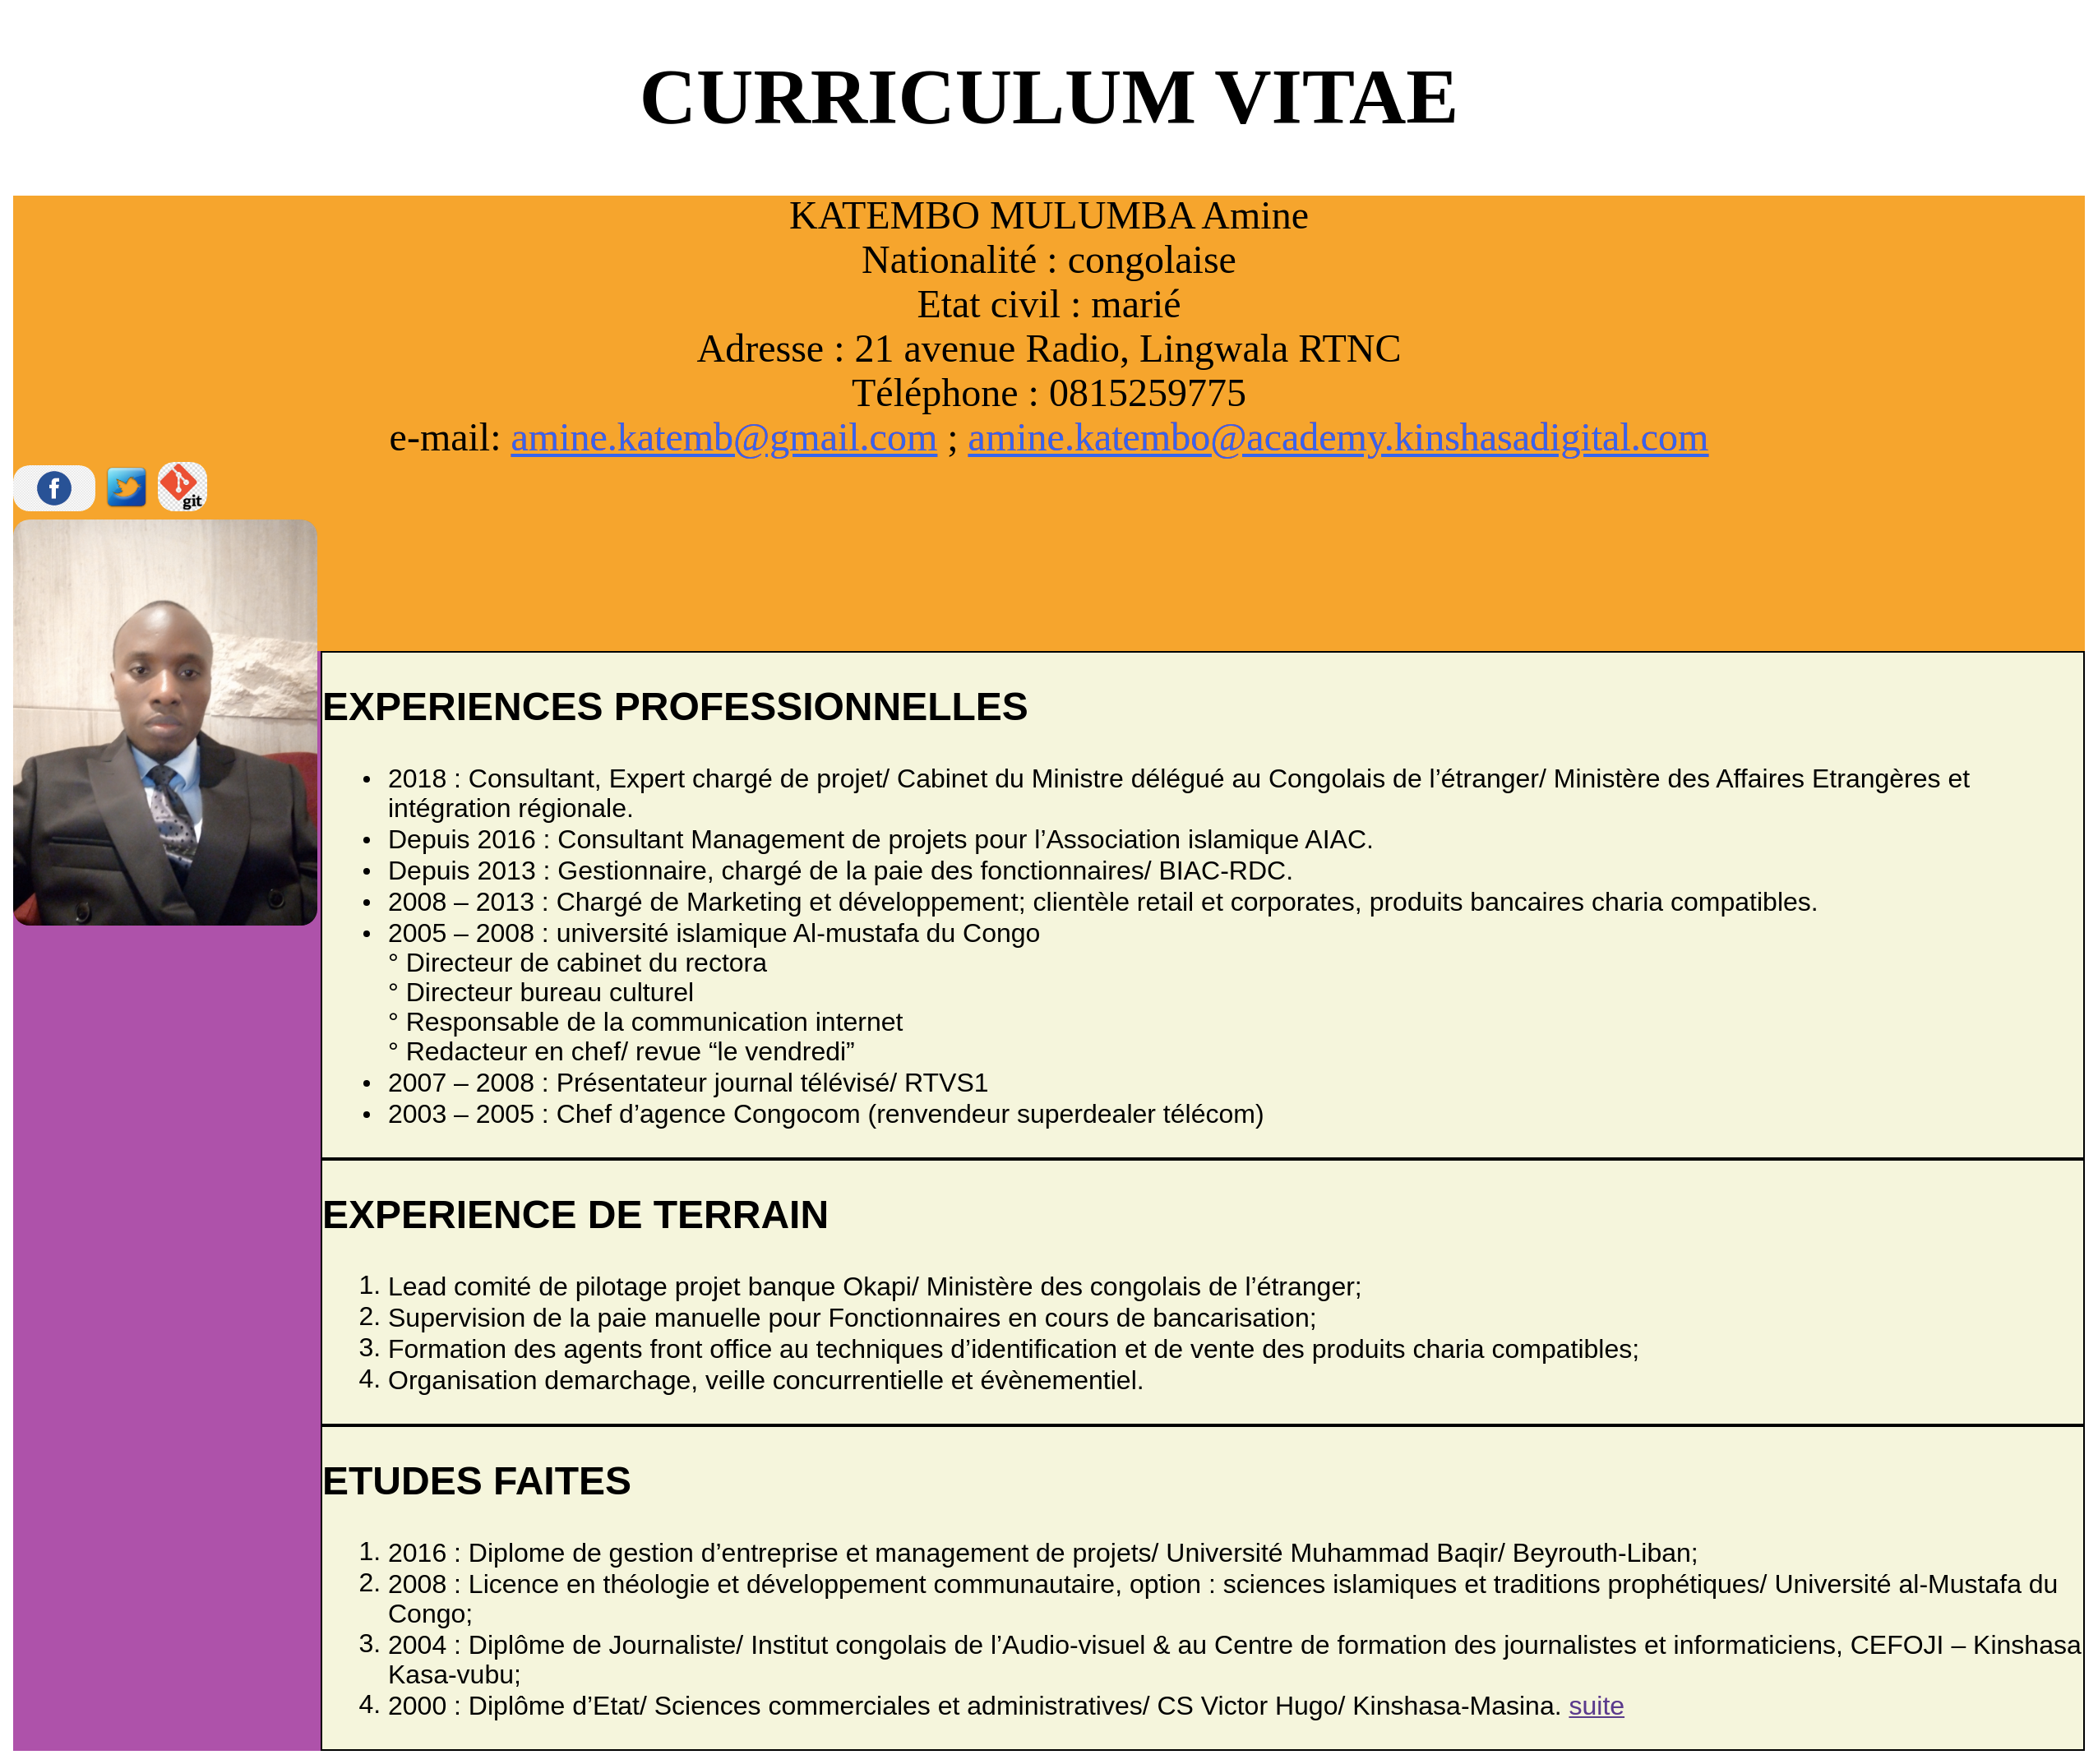 CURRICULUM VITAE
KATEMBO MULUMBA Amine
Nationalité : congolaise
Etat civil : marié
Adresse : 21 avenue Radio, Lingwala RTNC
Téléphone : 0815259775
e-mail: amine.katemb@gmail.com ; amine.katembo@academy.kinshasadigital.com
f
git
EXPERIENCES PROFESSIONNELLES
• 2018 : Consultant, Expert chargé de projet/ Cabinet du Ministre délégué au Congolais de l’étranger/ Ministère des Affaires Etrangères et
intégration régionale.
• Depuis 2016 : Consultant Management de projets pour l’Association islamique AIAC.
• Depuis 2013 : Gestionnaire, chargé de la paie des fonctionnaires/ BIAC-RDC.
• 2008 – 2013 : Chargé de Marketing et développement; clientèle retail et corporates, produits bancaires charia compatibles.
• 2005 – 2008 : université islamique Al-mustafa du Congo
° Directeur de cabinet du rectora
° Directeur bureau culturel
° Responsable de la communication internet
° Redacteur en chef/ revue “le vendredi”
• 2007 – 2008 : Présentateur journal télévisé/ RTVS1
• 2003 – 2005 : Chef d’agence Congocom (renvendeur superdealer télécom)
EXPERIENCE DE TERRAIN
1. Lead comité de pilotage projet banque Okapi/ Ministère des congolais de l’étranger;
2. Supervision de la paie manuelle pour Fonctionnaires en cours de bancarisation;
3. Formation des agents front office au techniques d’identification et de vente des produits charia compatibles;
4. Organisation demarchage, veille concurrentielle et évènementiel.
ETUDES FAITES
1. 2016 : Diplome de gestion d’entreprise et management de projets/ Université Muhammad Baqir/ Beyrouth-Liban;
2. 2008 : Licence en théologie et développement communautaire, option : sciences islamiques et traditions prophétiques/ Université al-Mustafa du
Congo;
3. 2004 : Diplôme de Journaliste/ Institut congolais de l’Audio-visuel & au Centre de formation des journalistes et informaticiens, CEFOJI – Kinshasa
Kasa-vubu;
4. 2000 : Diplôme d’Etat/ Sciences commerciales et administratives/ CS Victor Hugo/ Kinshasa-Masina. suite